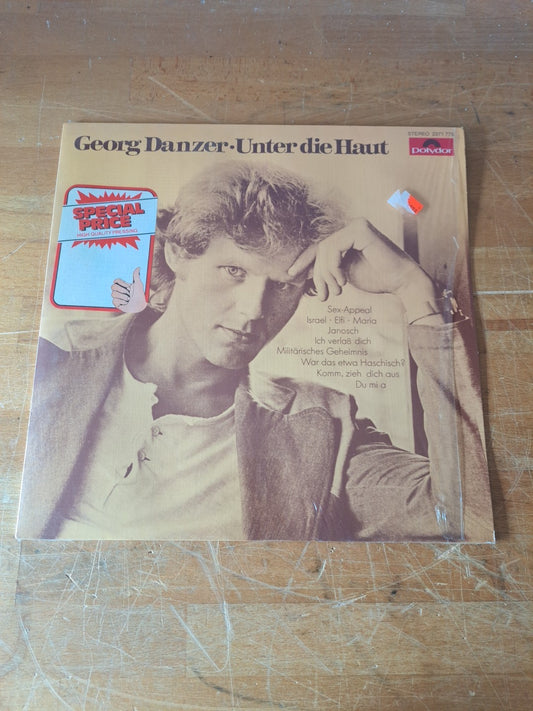 STEREO 2371 775
Georg Danzer·Unter die Haut
Polydor
SPECIAL
PRICE
HIGH QUALITY PRESSING
Sex-Appeal
Israel · Elfi · Maria
Janosch
Ich verlaß dich
Militärisches Geheimnis
War das etwa Haschisch?
Komm, zieh dich aus
Du mi a